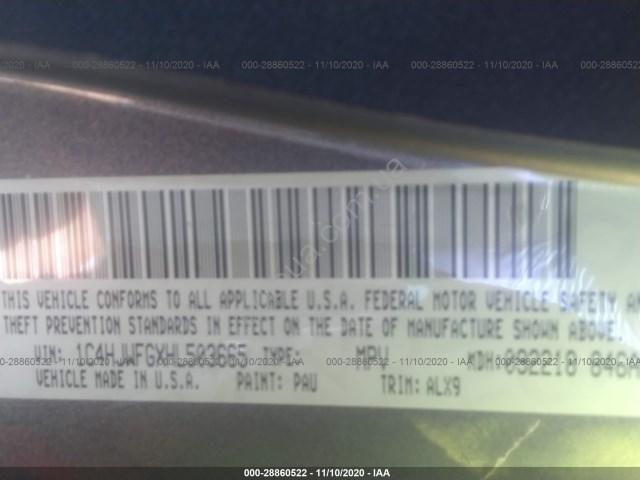 000-28860522 - 11/10/2020 - IAA
000-28860522 - 11/10/2020 - IAA
000-28860522 - 11/10/2020 - IAA
THIS VEHICLE CONFORMS TO ALL APPLICABLE U.S.A. FEDERAL MOTOR VEHICLE SAFETY
THEFT PREVENTION STANDARDS IN EFFECT ON THE DATE OF MANUFACTURE SHOWN ABOVE.
VIN: TYPE: MPV
VEHICLE MADE IN U.S.A. PAINT: PAU TRIM: ALX9
000-28860522 - 11/10/2020 - IAA